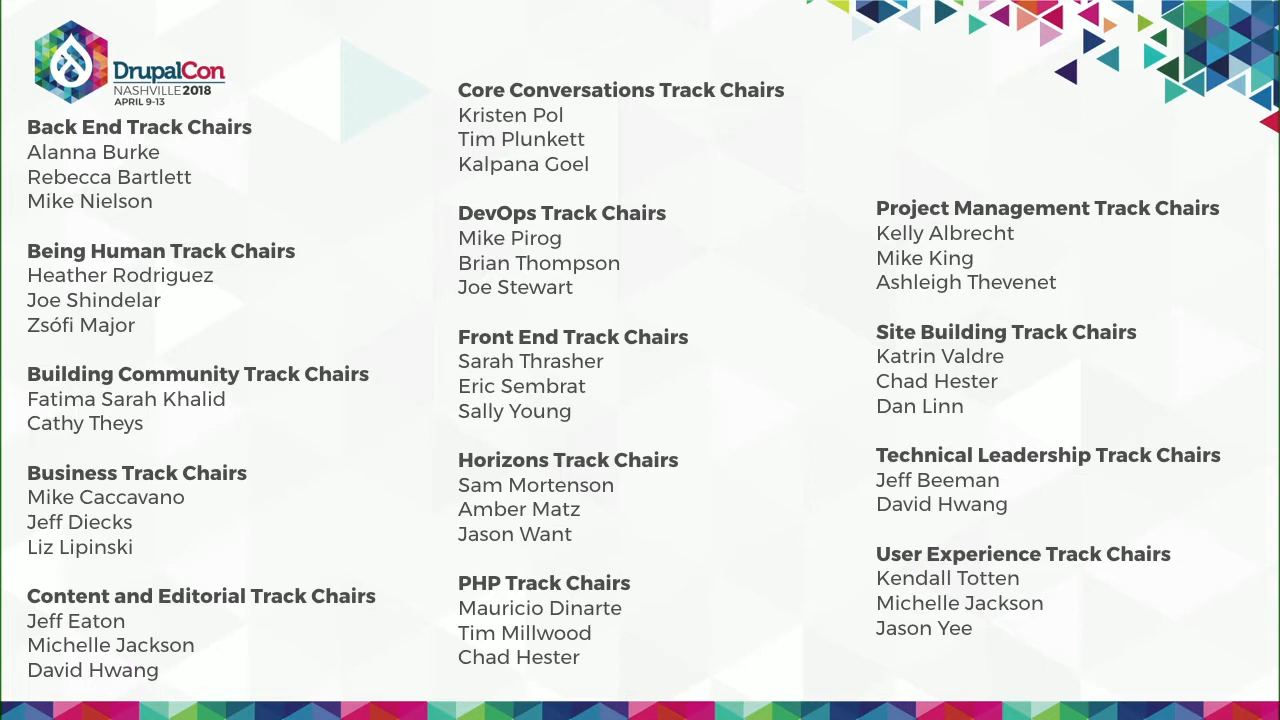 DrupalCon
NASHVILLE 2018
APRIL 9-13
Back End Track Chairs
Alanna Burke
Rebecca Bartlett
Mike Nielson
Being Human Track Chairs
Heather Rodriguez
Joe Shindelar
Zsófi Major
Building Community Track Chairs
Fatima Sarah Khalid
Cathy Theys
Business Track Chairs
Mike Caccavano
Jeff Diecks
Liz Lipinski
Content and Editorial Track Chairs
Jeff Eaton
Michelle Jackson
David Hwang
Core Conversations Track Chairs
Kristen Pol
Tim Plunkett
Kalpana Goel
DevOps Track Chairs
Mike Pirog
Brian Thompson
Joe Stewart
Front End Track Chairs
Sarah Thrasher
Eric Sembrat
Sally Young
Horizons Track Chairs
Sam Mortenson
Amber Matz
Jason Want
PHP Track Chairs
Mauricio Dinarte
Tim Millwood
Chad Hester
Project Management Track Chairs
Kelly Albrecht
Mike King
Ashleigh Thevenet
Site Building Track Chairs
Katrin Valdre
Chad Hester
Dan Linn
Technical Leadership Track Chairs
Jeff Beeman
David Hwang
User Experience Track Chairs
Kendall Totten
Michelle Jackson
Jason Yee